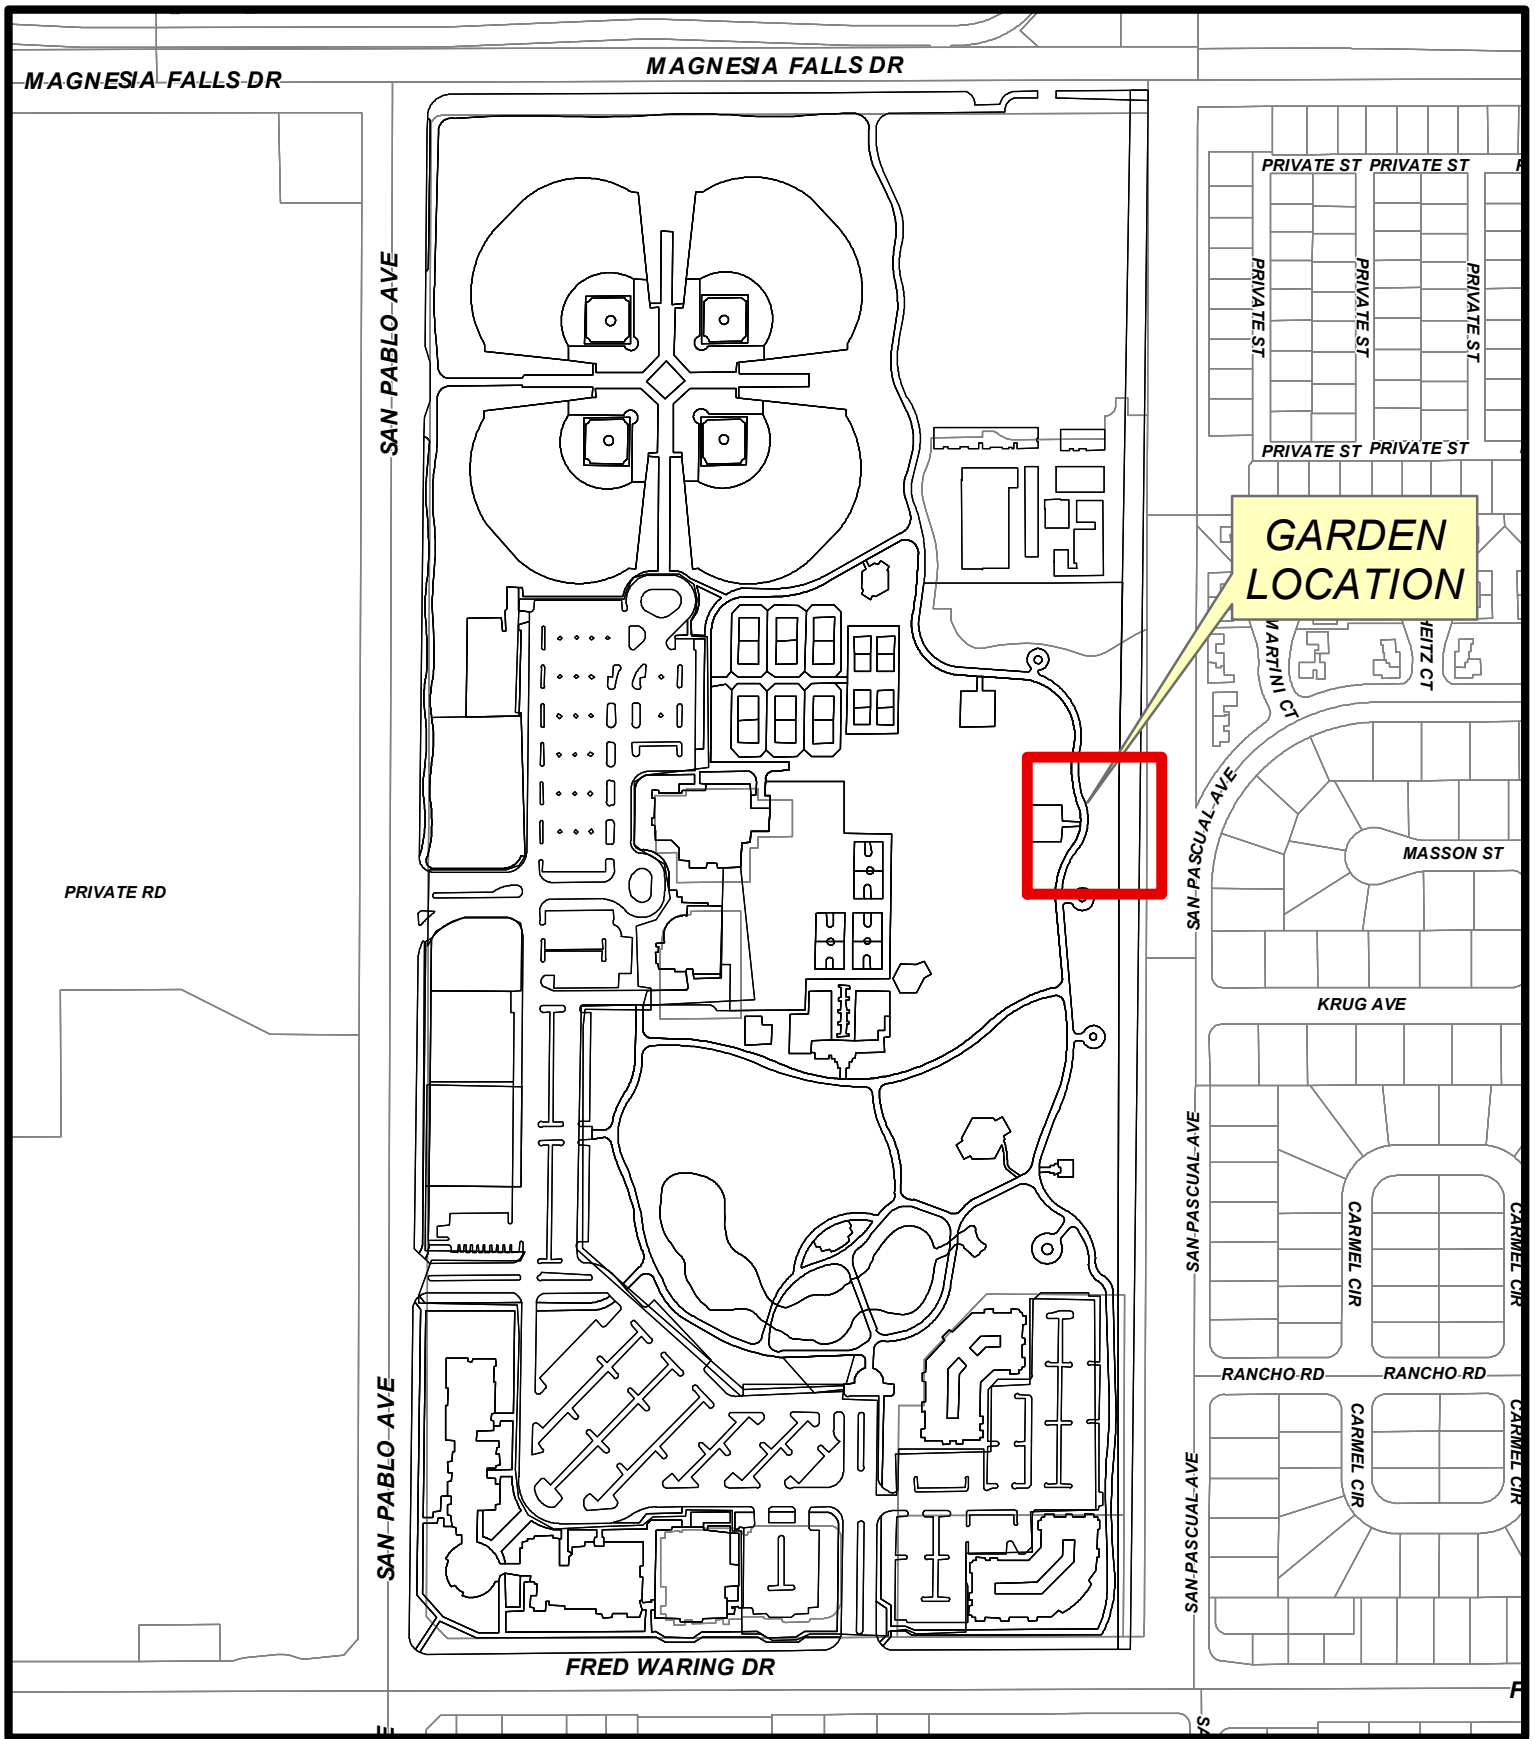 MAGNESIA FALLS DR
MAGNESIA FALLS DR
PRIVATE ST
PRIVATE ST
SAN PABLO AVE
PRIVATE ST
PRIVATE ST
PRIVATE ST
PRIVATE ST
PRIVATE ST
GARDEN
LOCATION
MARTINI CT
HEITZ CT
SAN PASCUAL AVE
MASSON ST
PRIVATE RD
KRUG AVE
SAN PASCUAL AVE
CARMEL CIR
CARMEL CIR
RANCHO RD
RANCHO RD
SAN PABLO AVE
CARMEL CIR
CARMEL CIR
SAN PASCUAL AVE
FRED WARING DR
F
E
SA